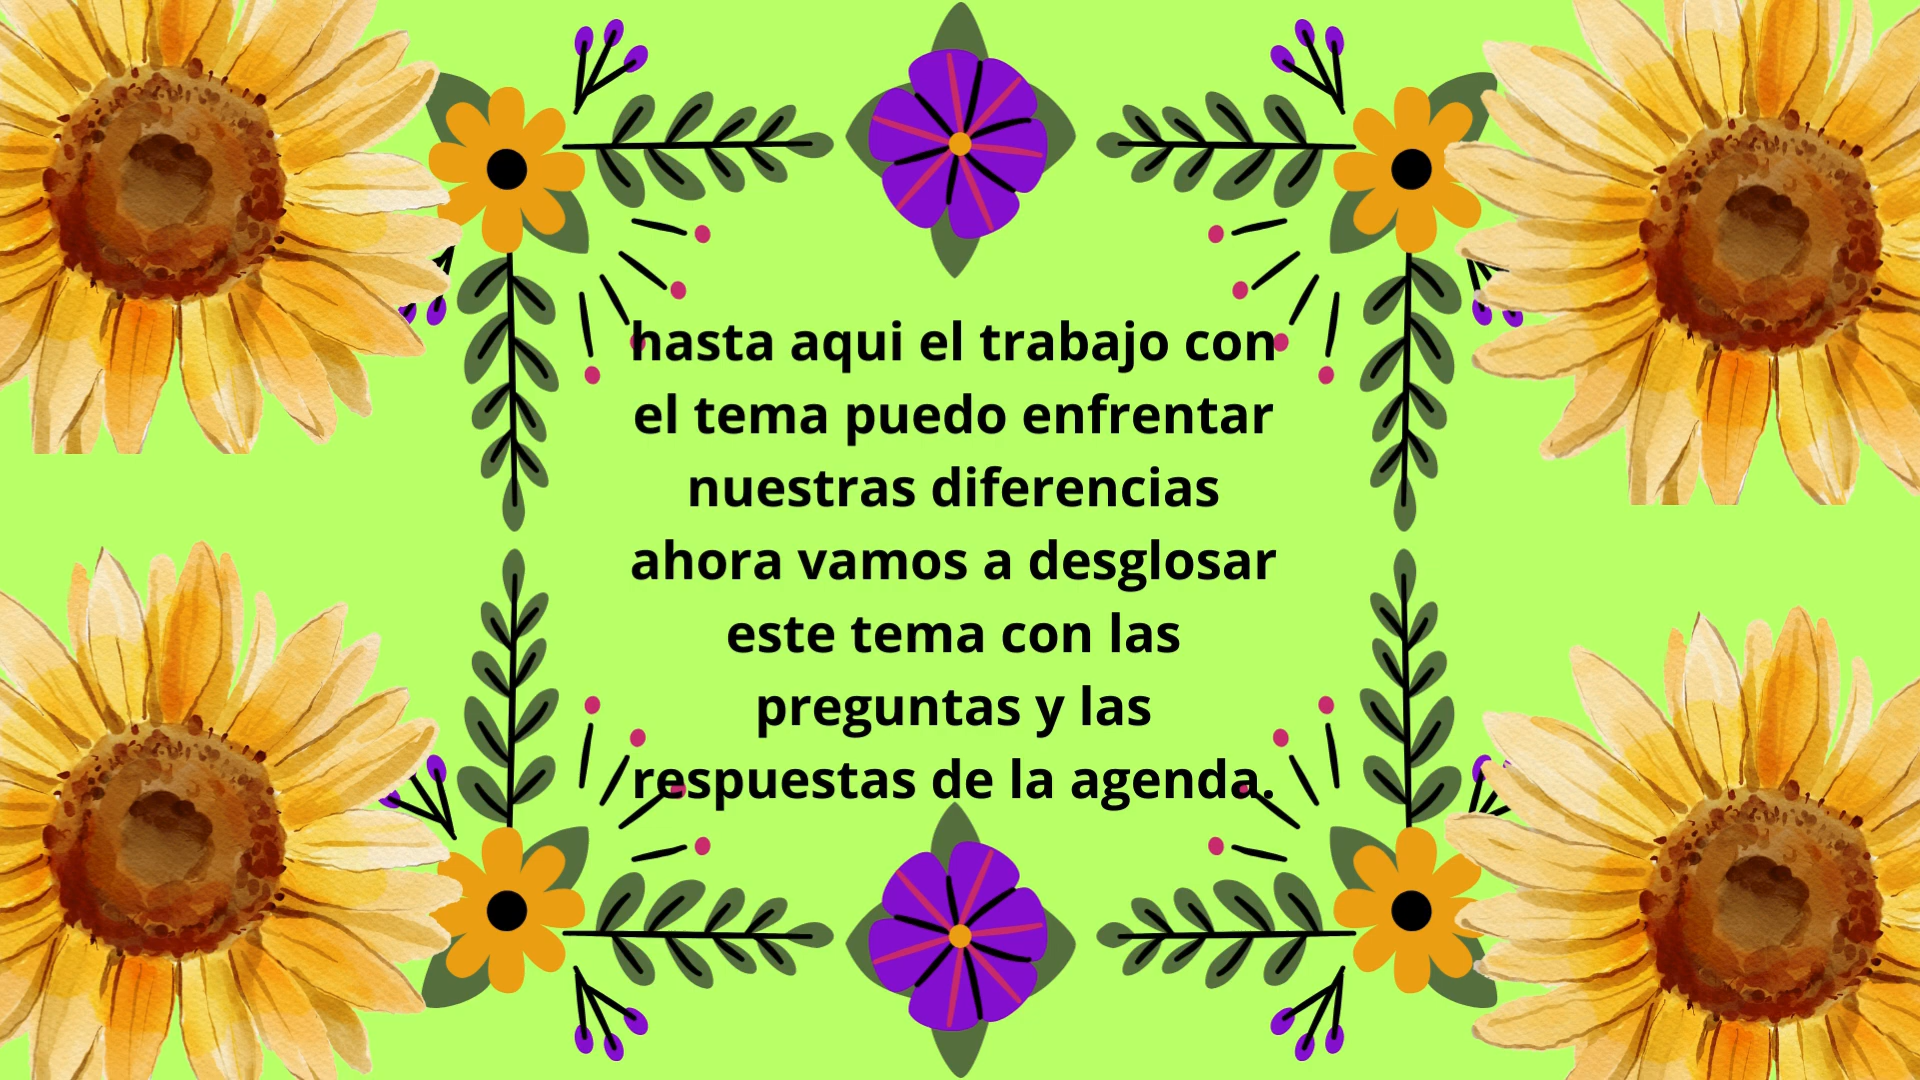 hasta aqui el trabajo con
el tema puedo enfrentar
nuestras diferencias
ahora vamos a desglosar
este tema con las
preguntas y las
respuestas de la agenda.